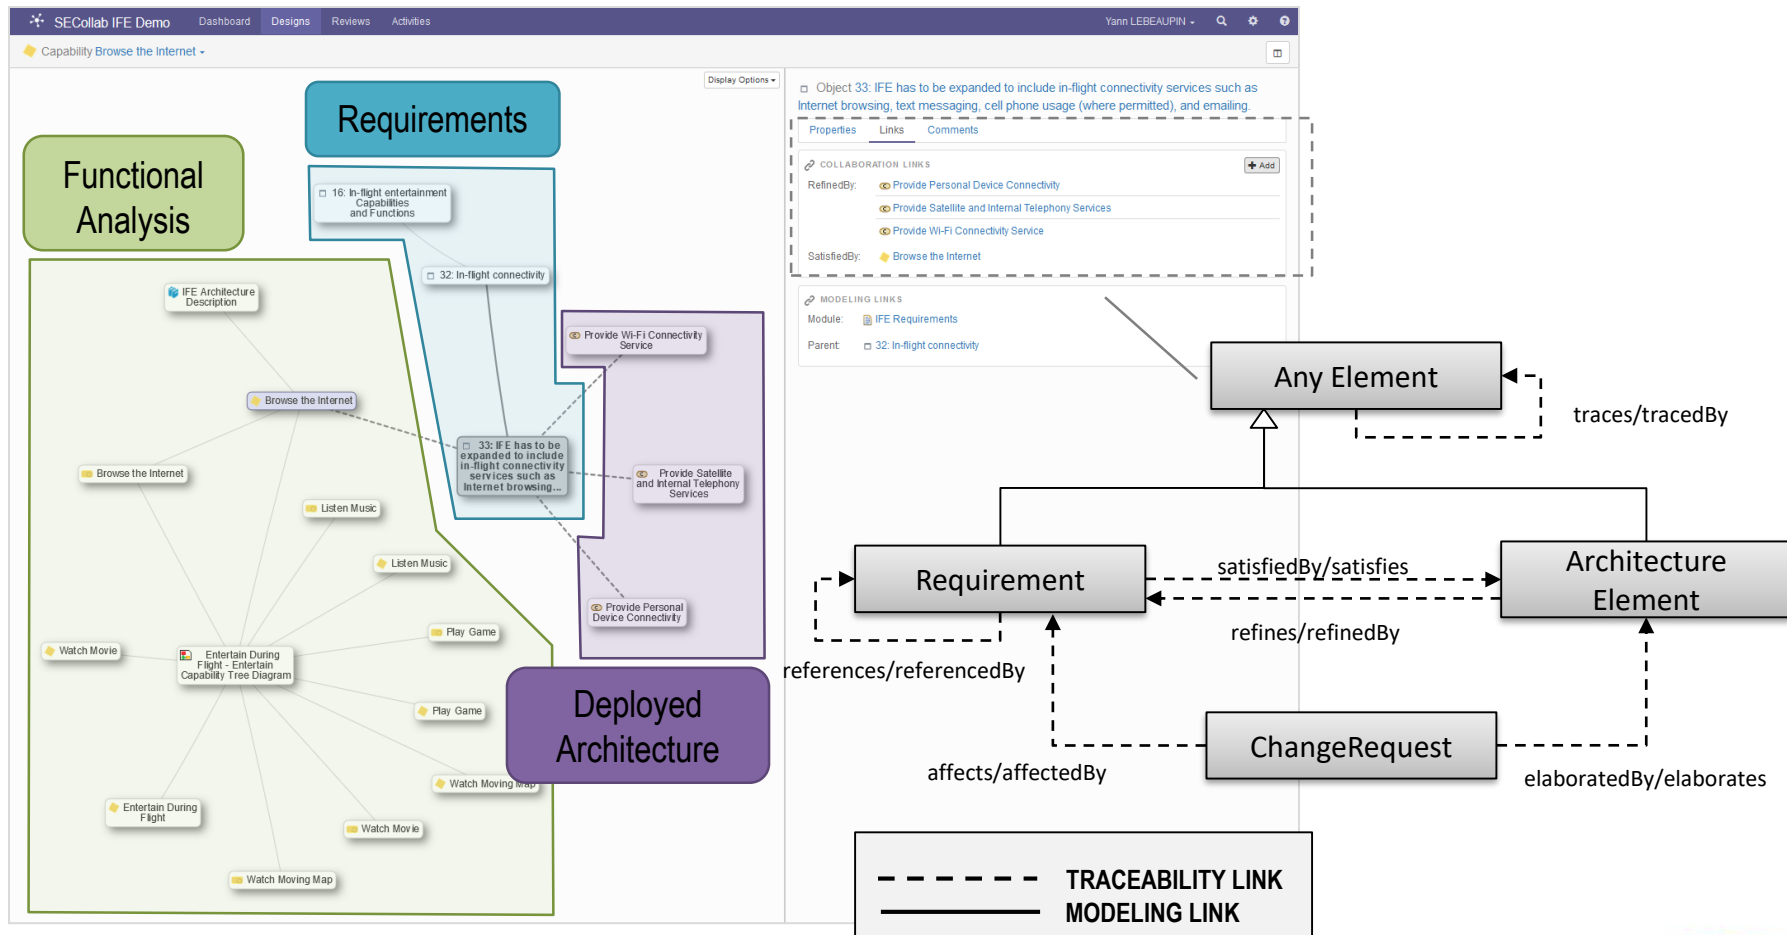 SECollab IFE Demo
Dashboard
Designs
Reviews
Activities
Yann LEBEAUPIN
Capability Browse the Internet
Display Options
Requirements
Functional
Analysis
16: In-flight entertainment
Capabilities
and Functions
32: In-flight connectivity
IFE Architecture
Description
Provide Wi-Fi Connectivity
Service
Browse the Internet
33: IFE has to be
expanded to include
in-flight connectivity
services such as
Internet browsing...
Browse the Internet
Provide Satellite
and Internal Telephony
Services
Listen Music
Listen Music
Provide Personal
Device Connectivity
Play Game
Watch Movie
Entertain During
Flight - Entertain
Capability Tree Diagram
Play Game
Deployed
Architecture
Watch Moving Map
Entertain During
Flight
Watch Movie
Watch Moving Map
Object 33: IFE has to be expanded to include in-flight connectivity services such as
Internet browsing, text messaging, cell phone usage (where permitted), and emailing.
Properties
Links
Comments
COLLABORATION LINKS
Add
RefinedBy:
Provide Personal Device Connectivity
Provide Satellite and Internal Telephony Services
Provide Wi-Fi Connectivity Service
SatisfiedBy:
Browse the Internet
MODELING LINKS
Module:
IFE Requirements
Parent:
32: In-flight connectivity
Any Element
traces/tracedBy
Requirement
satisfiedBy/satisfies
Architecture
Element
refines/refinedBy
references/referencedBy
ChangeRequest
affects/affectedBy
elaboratedBy/elaborates
TRACEABILITY LINK
MODELING LINK